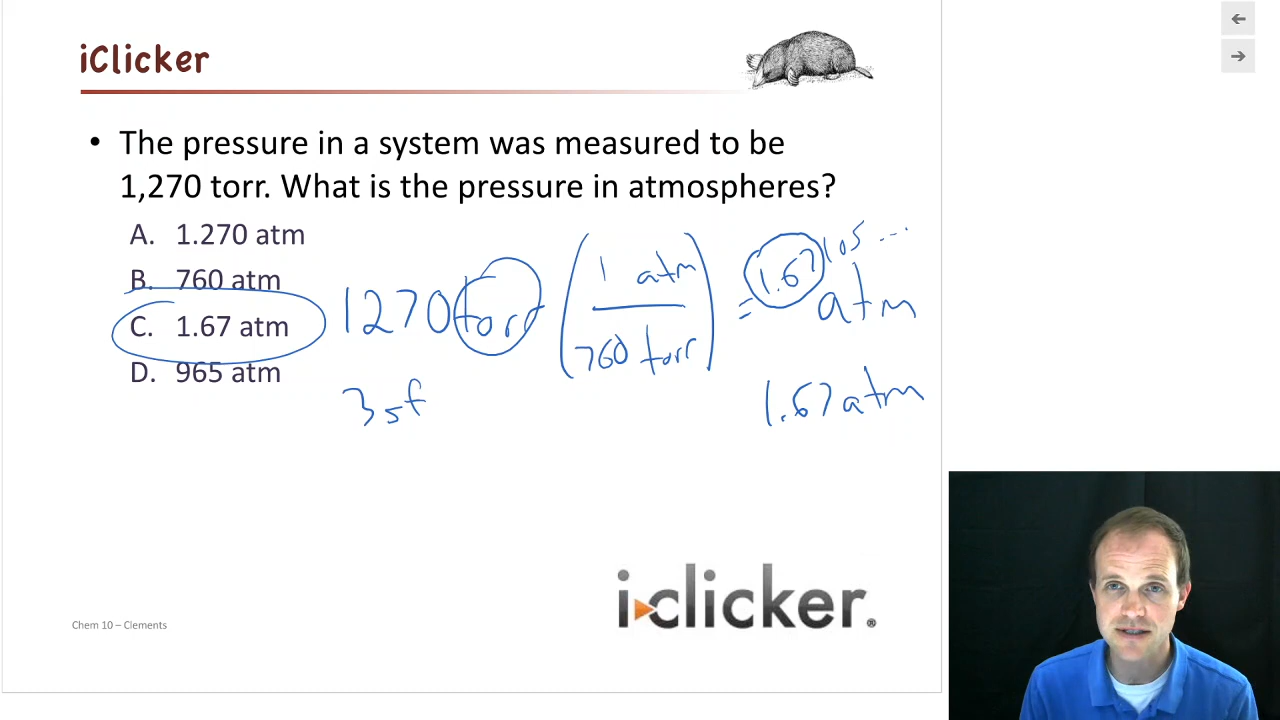 iClicker
• The pressure in a system was measured to be
1,270 torr. What is the pressure in atmospheres?
A. 1.270 atm
B. 760 atm
C. 1.67 atm
D. 965 atm
1270 torr ( 1 atm / 760 torr ) = 1.67105 ... atm
3 sf
1.67 atm
i>clicker.®
Chem 10 – Clements